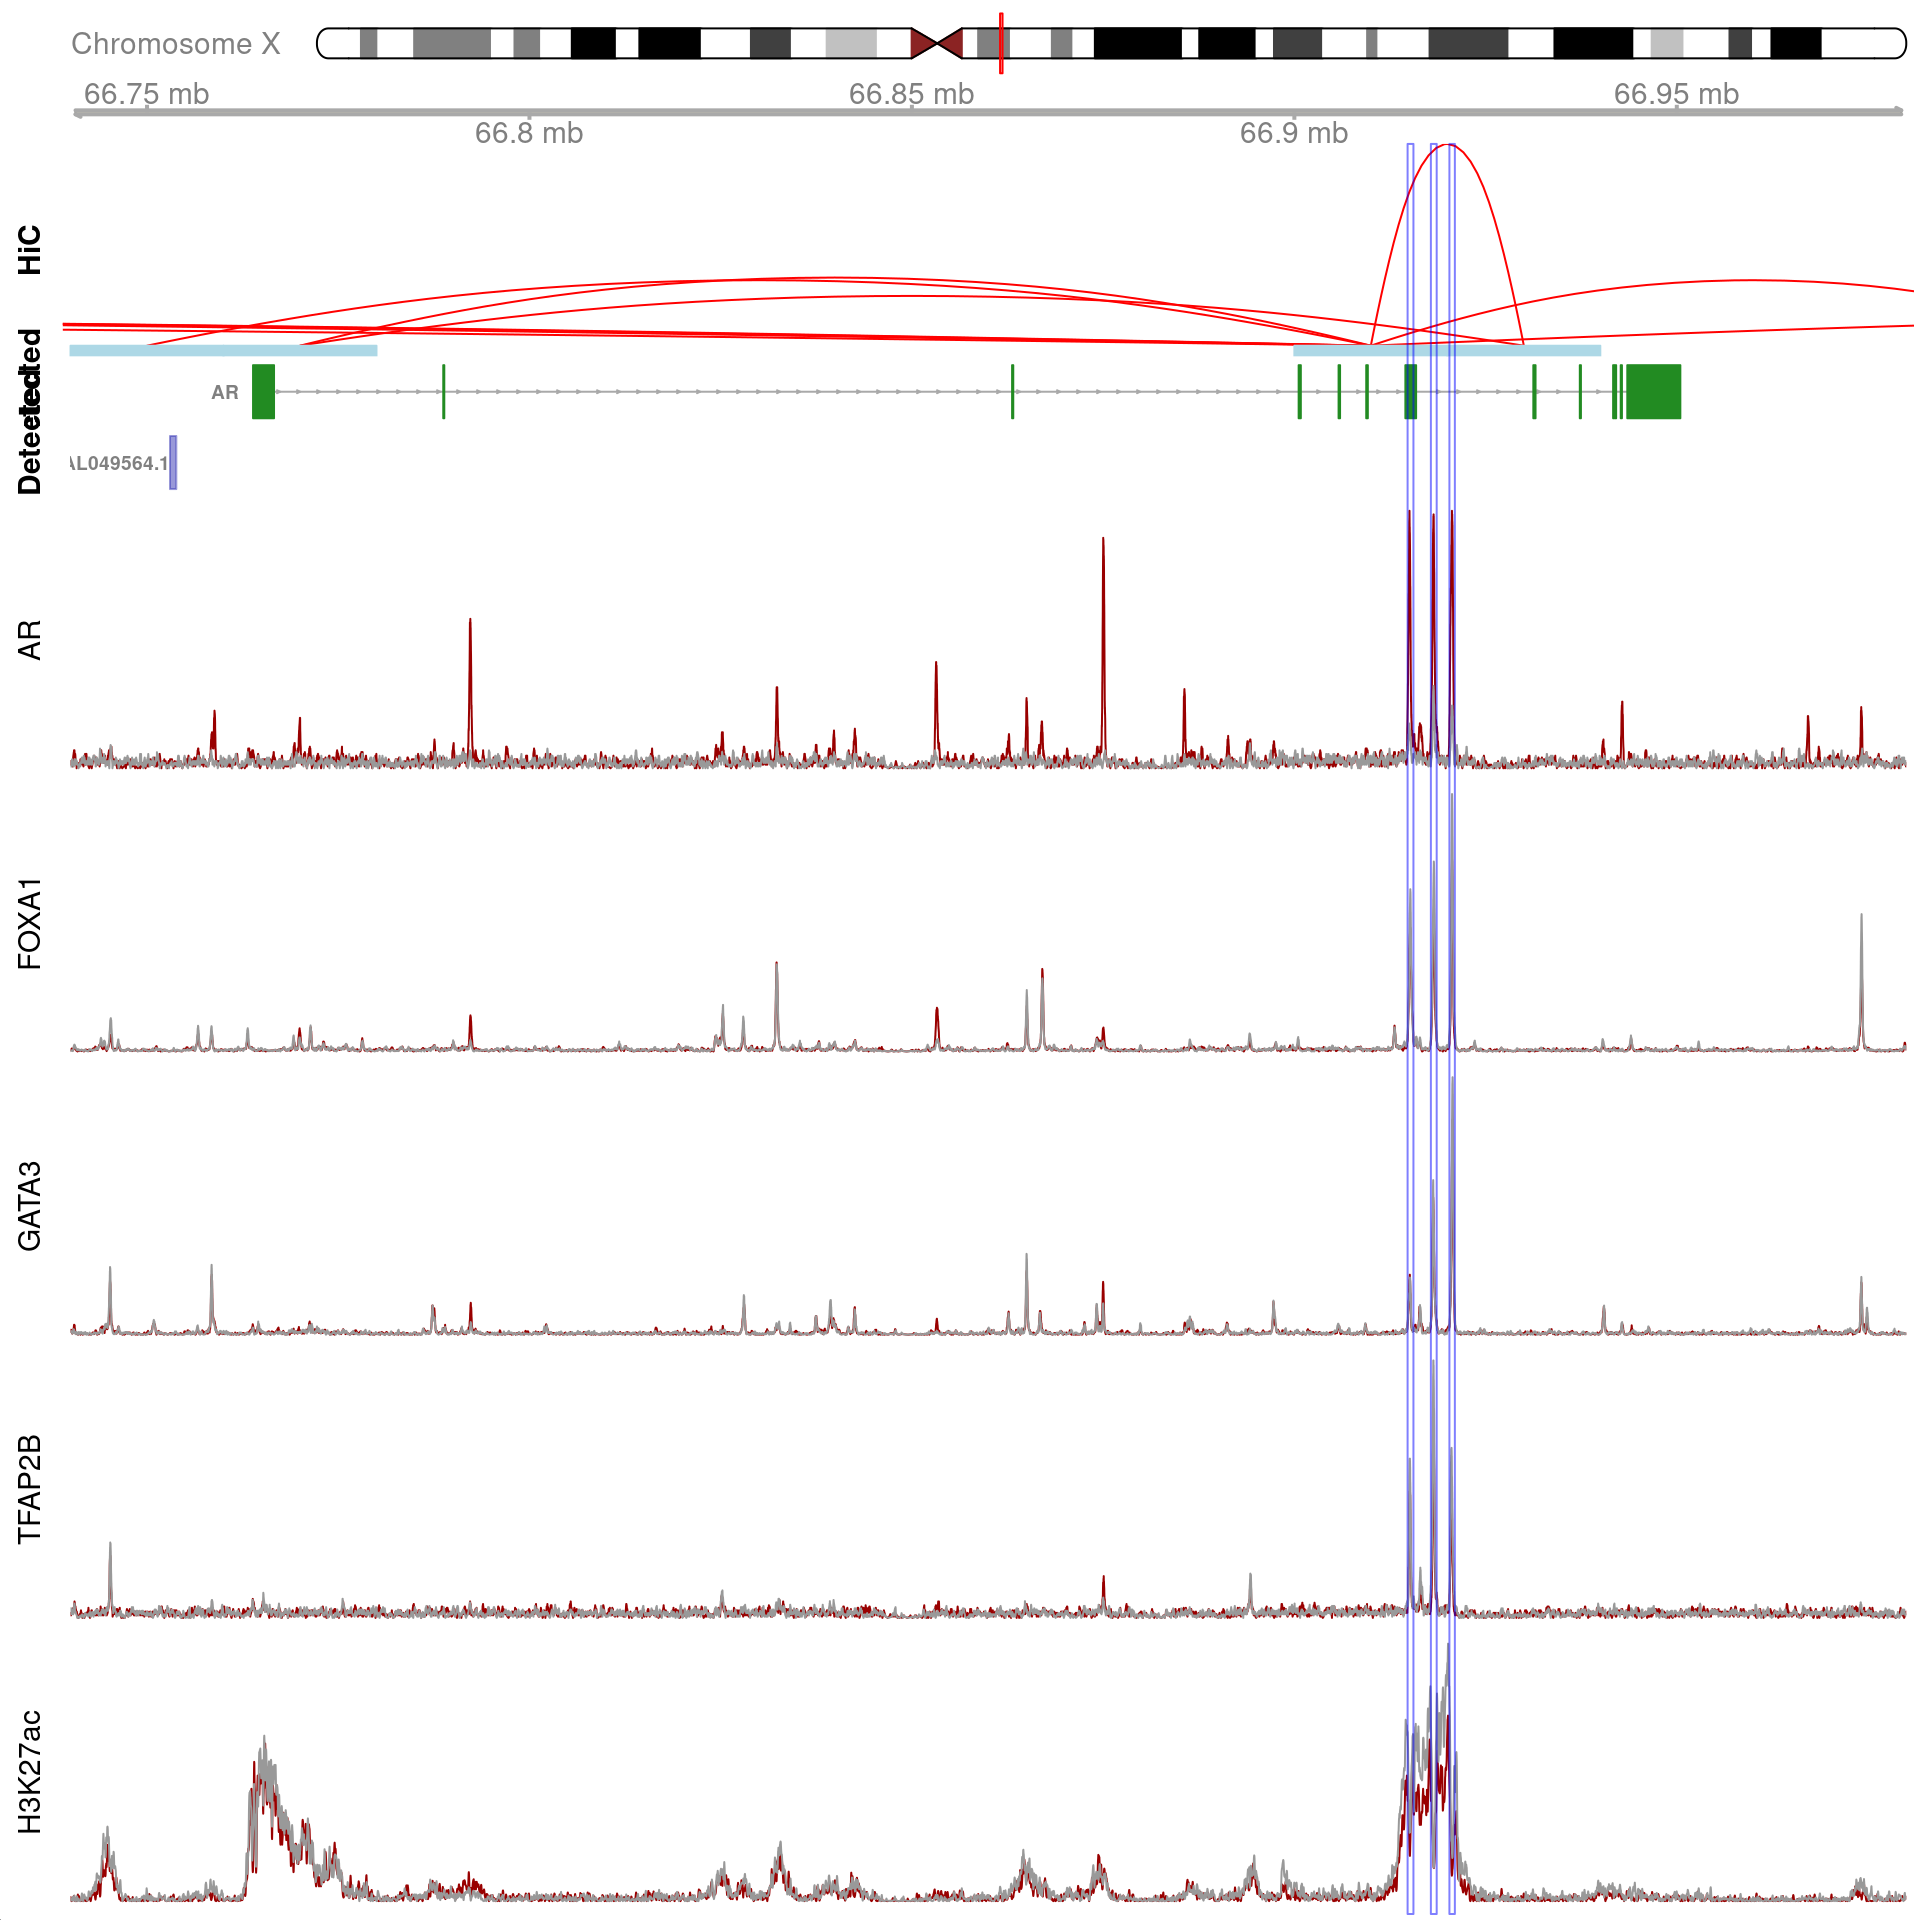 Chromosome X
66.75 mb
66.85 mb
66.95 mb
66.8 mb
66.9 mb
HiC
AR
AL049564.1
AR
FOXA1
GATA3
TFAP2B
H3K27ac